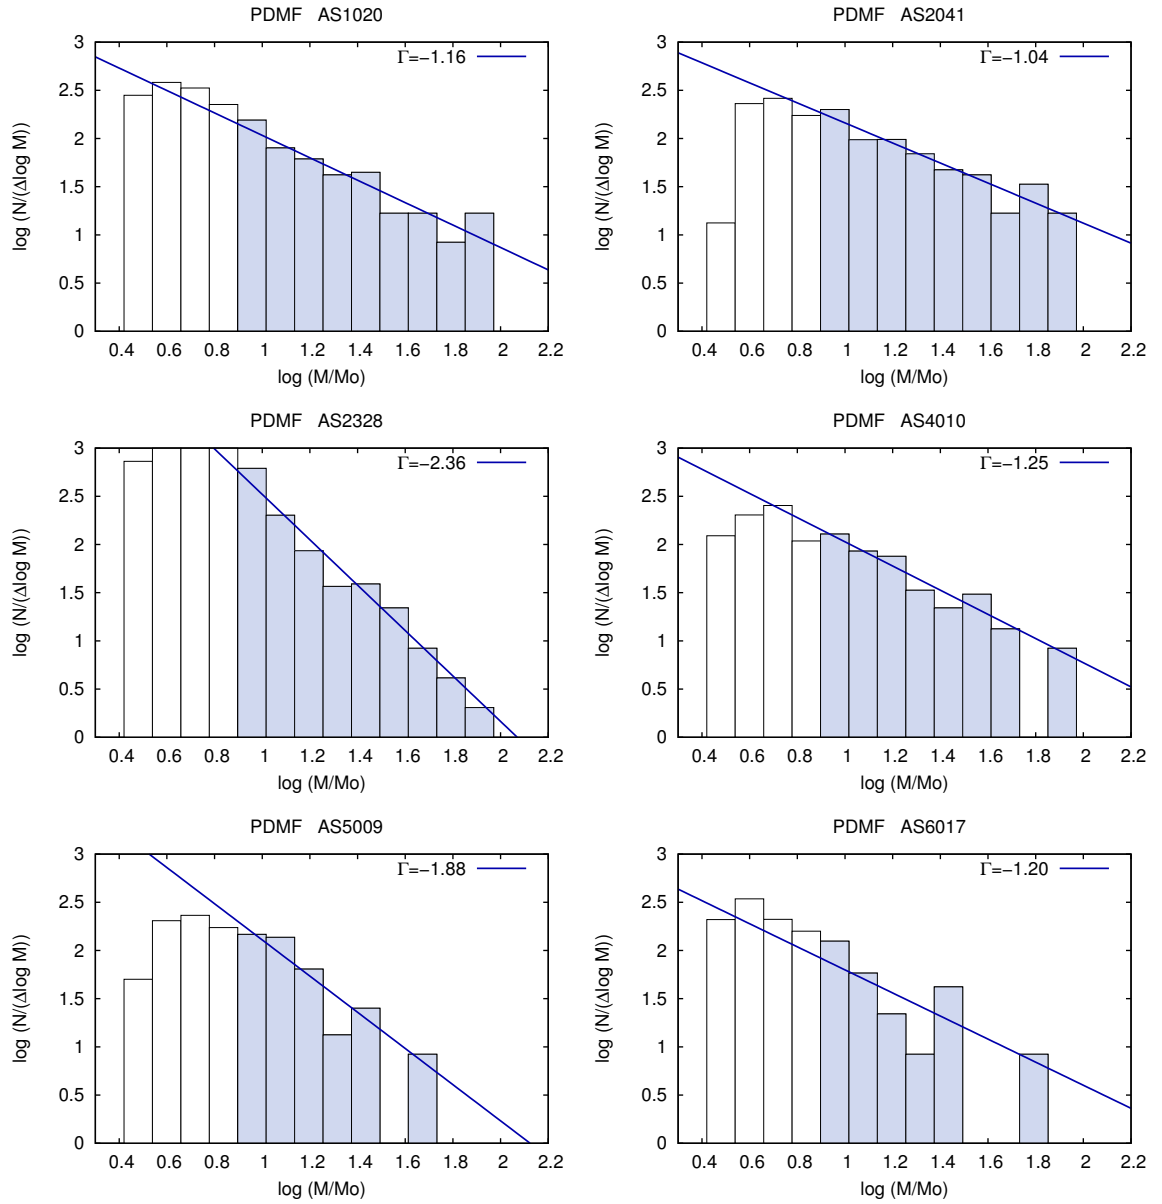 PDMF AS1020
Γ=−1.16
log (N/(Δlog M))
3
2.5
2
1.5
1
0.5
0
0.4 0.6 0.8 1 1.2 1.4 1.6 1.8 2 2.2
log (M/Mo)
PDMF AS2041
Γ=−1.04
log (N/(Δlog M))
3
2.5
2
1.5
1
0.5
0
0.4 0.6 0.8 1 1.2 1.4 1.6 1.8 2 2.2
log (M/Mo)
PDMF AS2328
Γ=−2.36
log (N/(Δlog M))
3
2.5
2
1.5
1
0.5
0
0.4 0.6 0.8 1 1.2 1.4 1.6 1.8 2 2.2
log (M/Mo)
PDMF AS4010
Γ=−1.25
log (N/(Δlog M))
3
2.5
2
1.5
1
0.5
0
0.4 0.6 0.8 1 1.2 1.4 1.6 1.8 2 2.2
log (M/Mo)
PDMF AS5009
Γ=−1.88
log (N/(Δlog M))
3
2.5
2
1.5
1
0.5
0
0.4 0.6 0.8 1 1.2 1.4 1.6 1.8 2 2.2
log (M/Mo)
PDMF AS6017
Γ=−1.20
log (N/(Δlog M))
3
2.5
2
1.5
1
0.5
0
0.4 0.6 0.8 1 1.2 1.4 1.6 1.8 2 2.2
log (M/Mo)